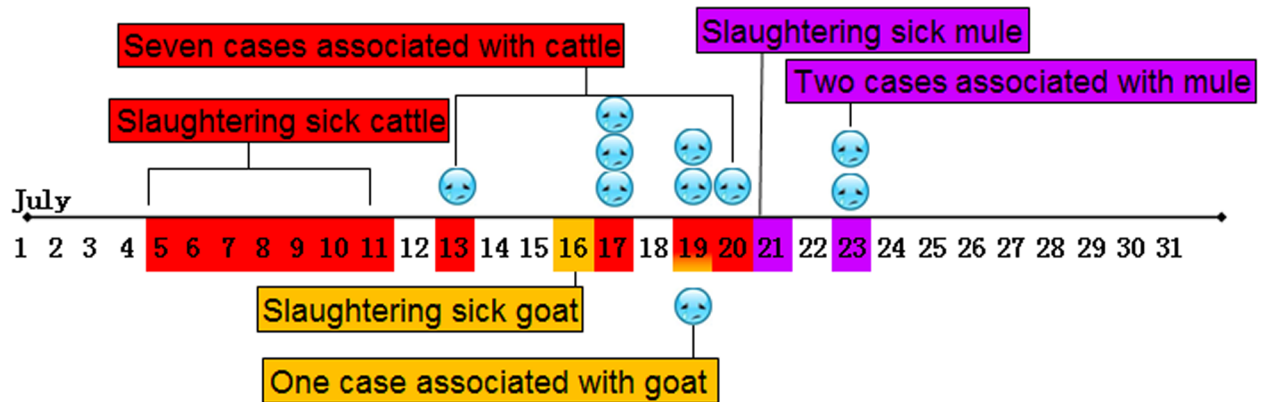 Slaughtering sick mule
Seven cases associated with cattle
Two cases associated with mule
Slaughtering sick cattle
July
1 2 3 4 5 6 7 8 9 10 11 12 13 14 15 16 17 18 19 20 21 22 23 24 25 26 27 28 29 30 31
Slaughtering sick goat
One case associated with goat